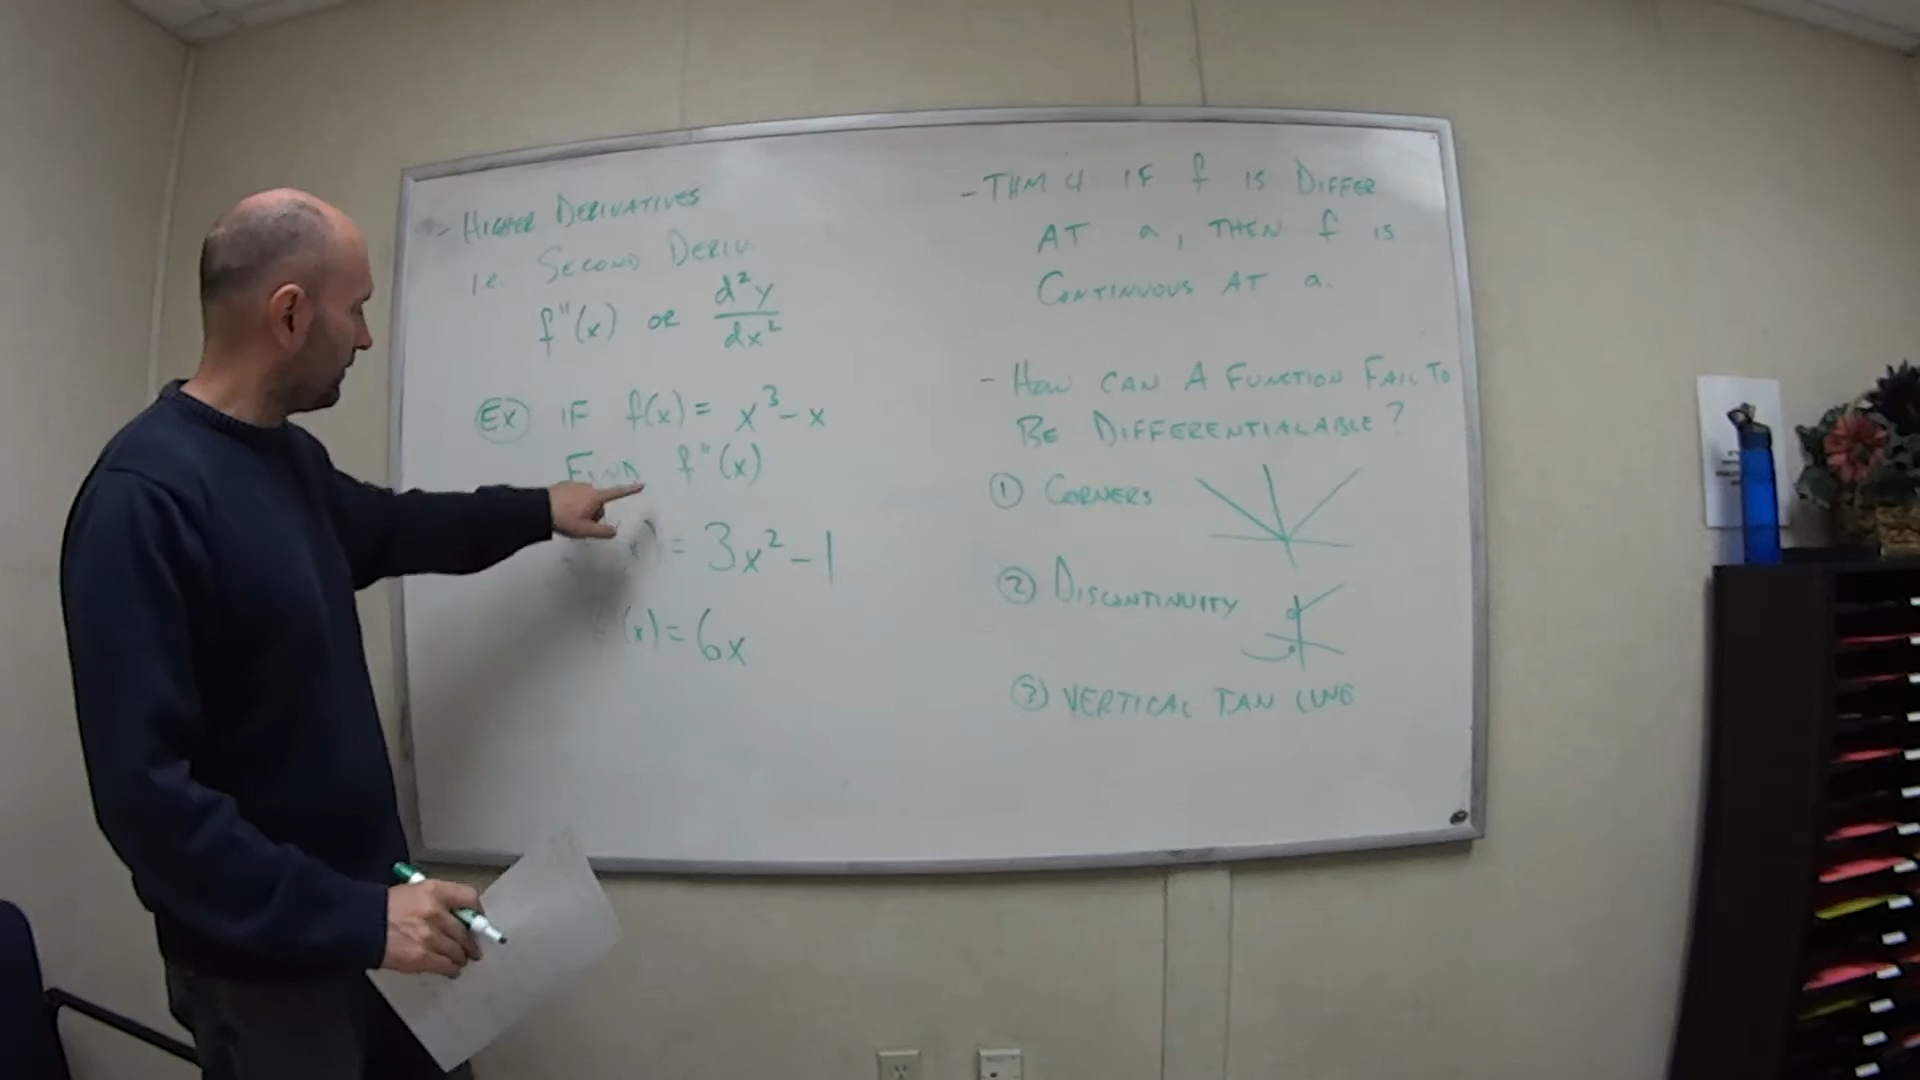 - HIGHER DERIVATIVES
i.e. SECOND DERIV.
f"(x) OR d²y/dx²
Ex IF f(x) = x³ - x
FIND f"(x)
(x) = 3x² - 1
(x) = 6x
- THM 4 IF f IS DIFFER
AT a, THEN f IS
CONTINUOUS AT a.
- HOW CAN A FUNCTION FAIL TO
BE DIFFERENTIALABLE?
① CORNERS
② DISCONTINUITY
③ VERTICAL TAN LINE